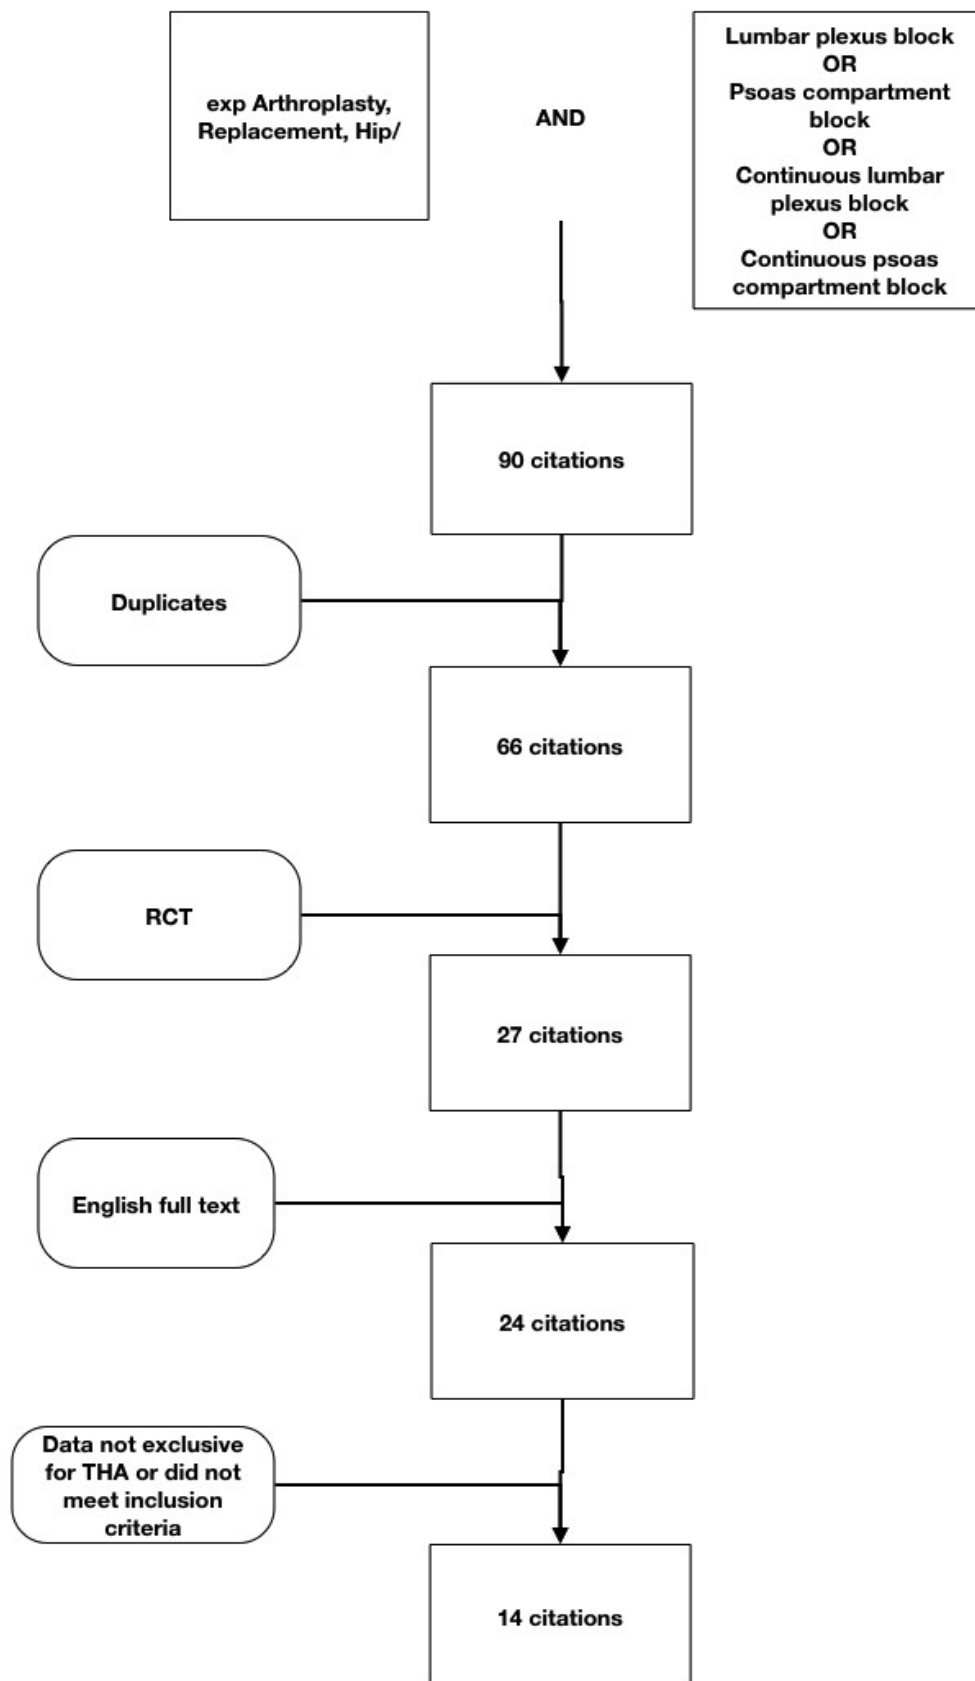 exp Arthroplasty,
Replacement, Hip/
AND
Lumbar plexus block
OR
Psoas compartment
block
OR
Continuous lumbar
plexus block
OR
Continuous psoas
compartment block
90 citations
Duplicates
66 citations
RCT
27 citations
English full text
24 citations
Data not exclusive
for THA or did not
meet inclusion
criteria
14 citations